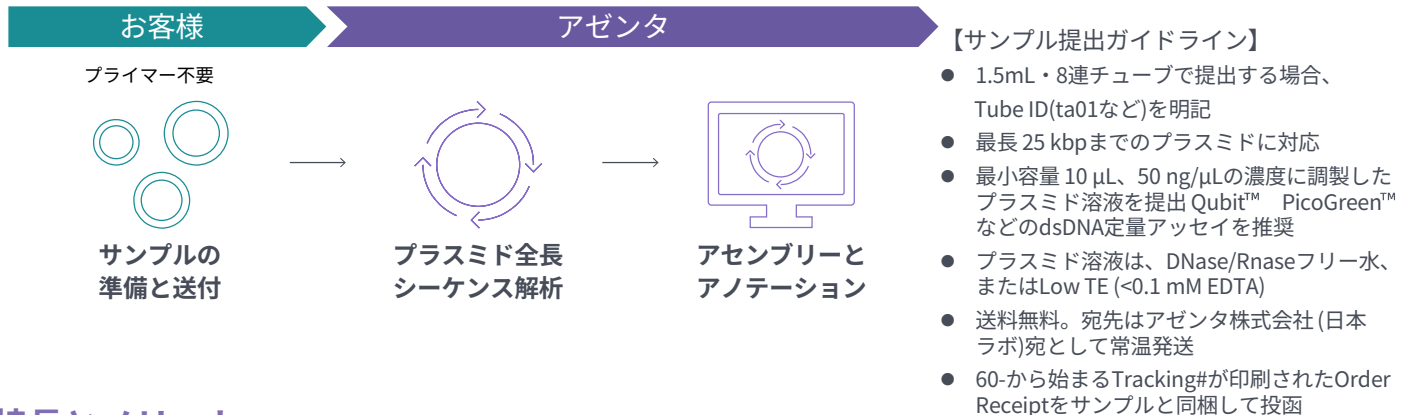 お客様
アゼンタ
プライマー不要
サンプルの
準備と送付
プラスミド全長
シーケンス解析
アセンブリーと
アノテーション
【サンプル提出ガイドライン】
● 1.5mL・8連チューブで提出する場合、
Tube ID(ta01など)を明記
● 最長 25 kbpまでのプラスミドに対応
● 最小容量 10 µL、50 ng/µLの濃度に調製した
プラスミド溶液を提出 Qubit™ PicoGreen™
などのdsDNA定量アッセイを推奨
● プラスミド溶液は、DNase/Rnaseフリー水、
またはLow TE (<0.1 mM EDTA)
● 送料無料。宛先はアゼンタ株式会社 (日本
ラボ)宛として常温発送
● 60-から始まるTracking#が印刷されたOrder
Receiptをサンプルと同梱して投函